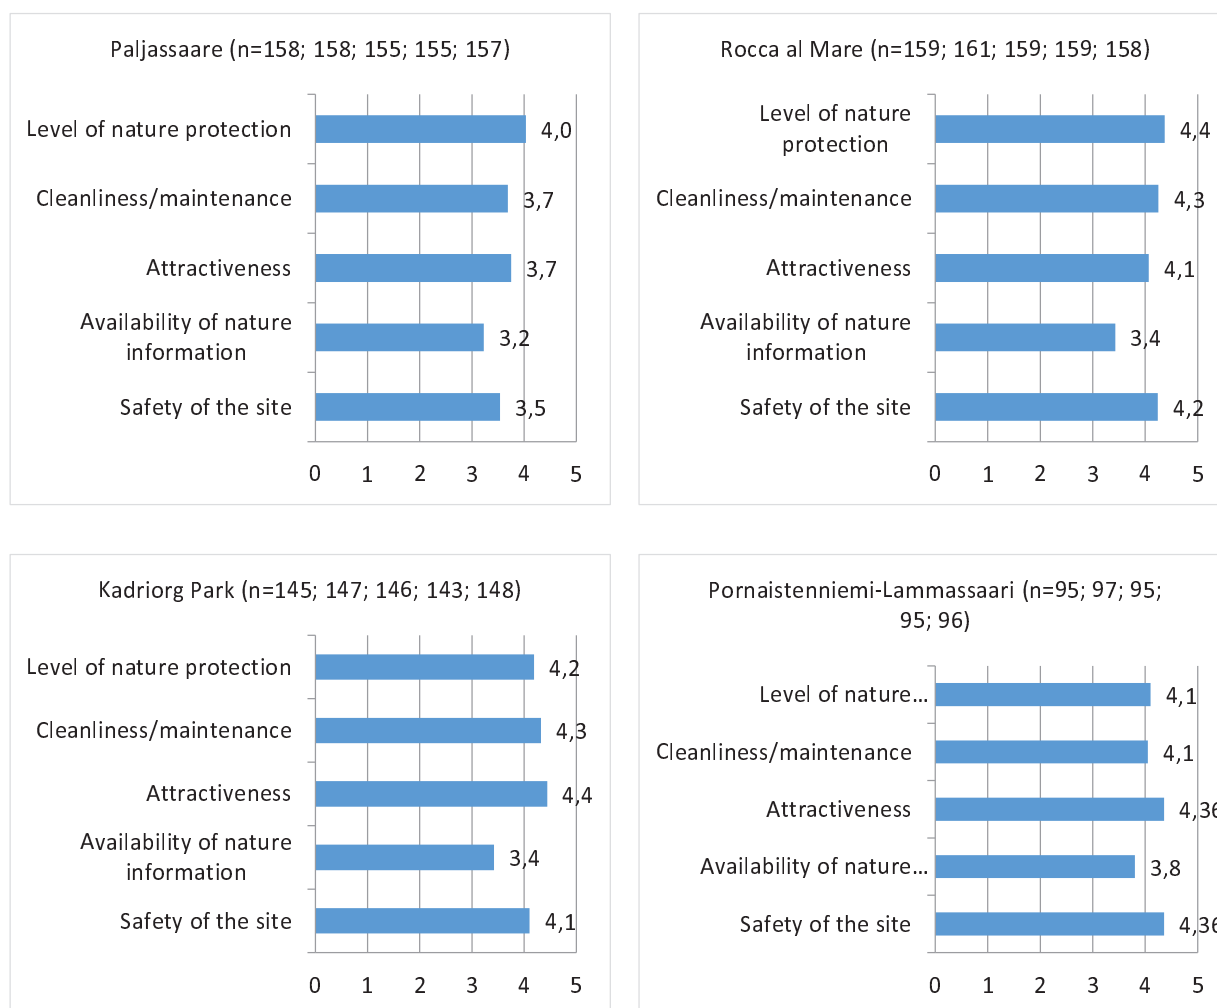 Paljassaare (n=158; 158; 155; 155; 157)
Level of nature protection
4,0
Cleanliness/maintenance
3,7
Attractiveness
3,7
Availability of nature
information
3,2
Safety of the site
3,5
0 1 2 3 4 5
Rocca al Mare (n=159; 161; 159; 159; 158)
Level of nature
protection
4,4
Cleanliness/maintenance
4,3
Attractiveness
4,1
Availability of nature
information
3,4
Safety of the site
4,2
0 1 2 3 4 5
Kadriorg Park (n=145; 147; 146; 143; 148)
Level of nature protection
4,2
Cleanliness/maintenance
4,3
Attractiveness
4,4
Availability of nature
information
3,4
Safety of the site
4,1
0 1 2 3 4 5
Pornaistenniemi-Lammassaari (n=95; 97; 95;
95; 96)
Level of nature...
4,1
Cleanliness/maintenance
4,1
Attractiveness
4,36
Availability of nature...
3,8
Safety of the site
4,36
0 1 2 3 4 5